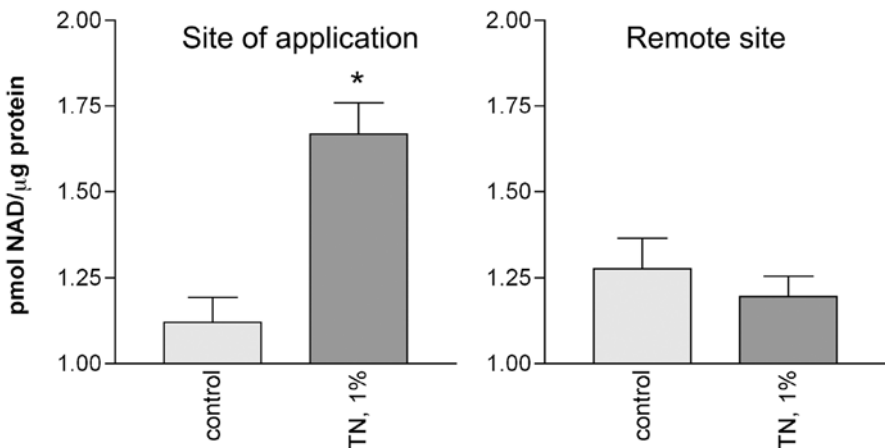 Site of application
Remote site
pmol NAD/μg protein
2.00
1.75
1.50
1.25
1.00
*
control
TN, 1%
2.00
1.75
1.50
1.25
1.00
control
TN, 1%